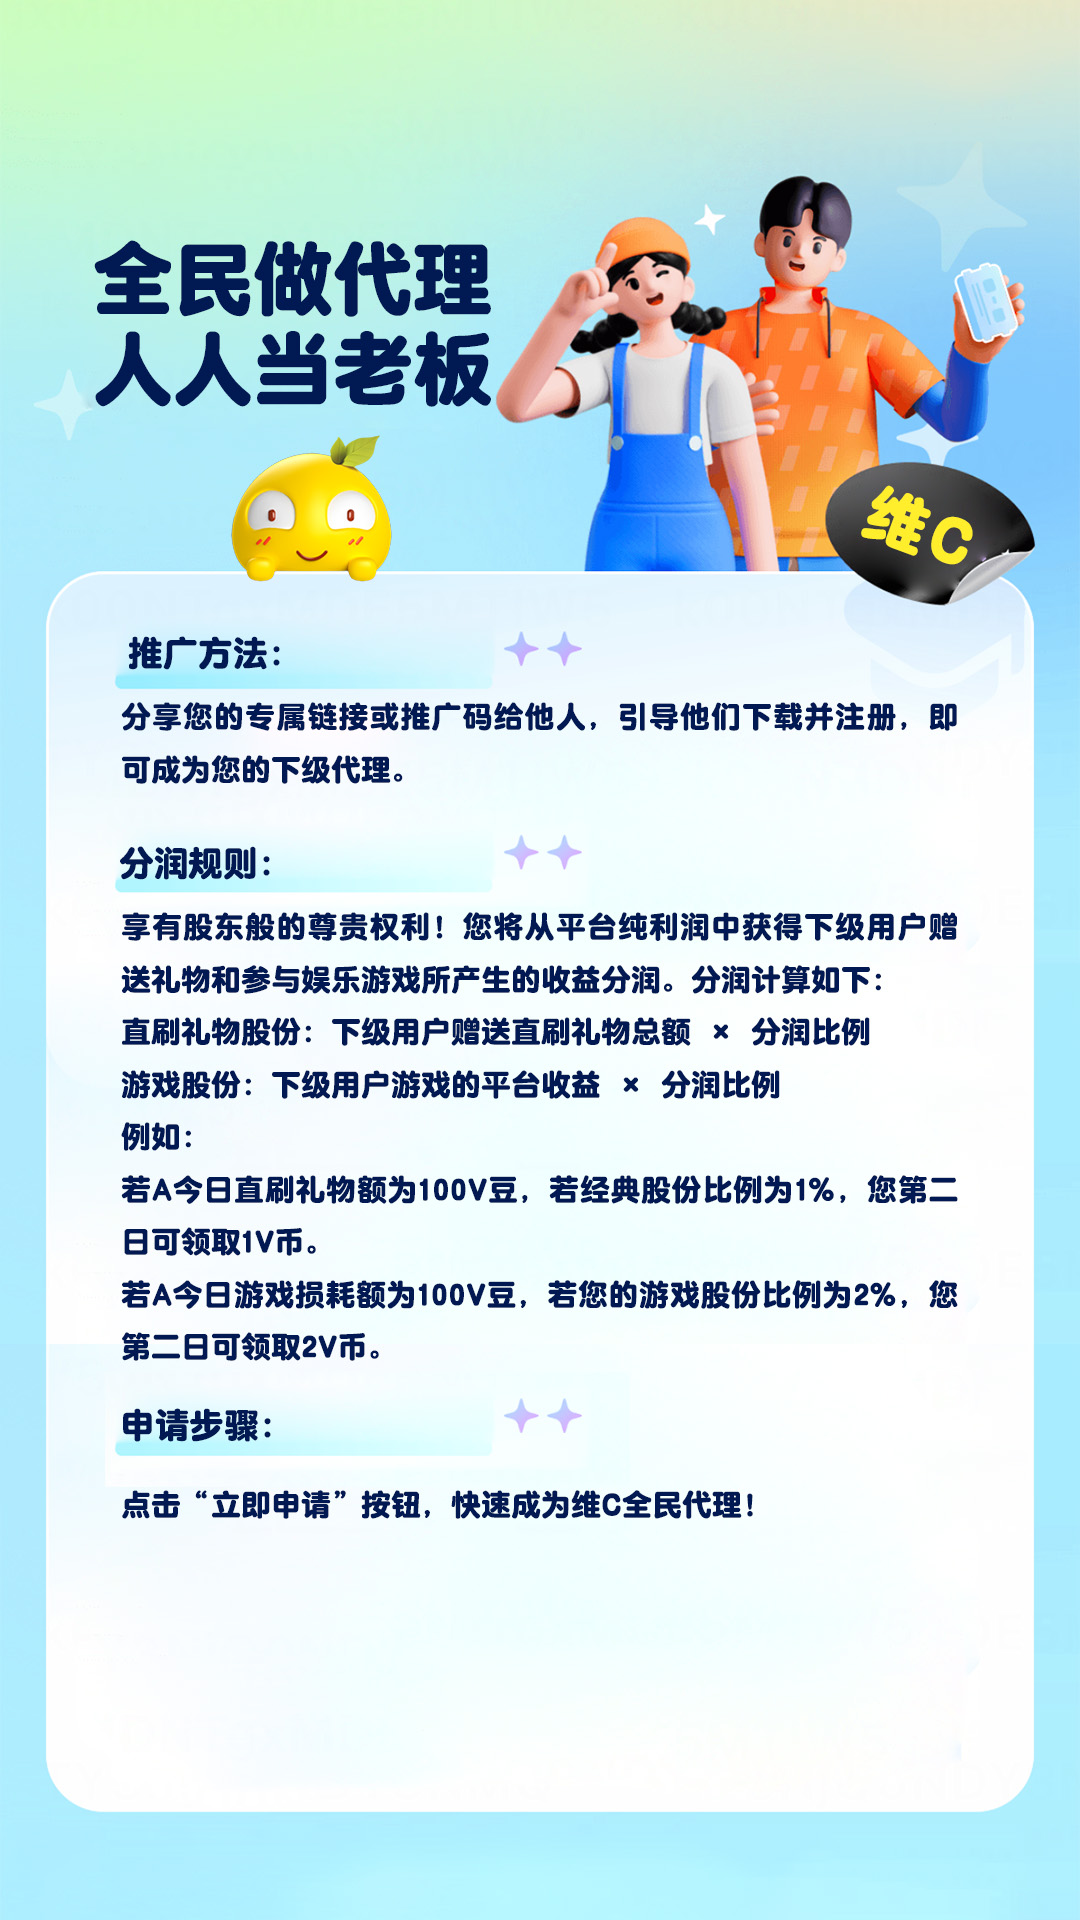 全民做代理
人人当老板
维C
推广方法：
分享您的专属链接或推广码给他人，引导他们下载并注册，即
可成为您的下级代理。
分润规则：
享有股东般的尊贵权利！您将从平台纯利润中获得下级用户赠
送礼物和参与娱乐游戏所产生的收益分润。分润计算如下：
直刷礼物股份：下级用户赠送直刷礼物总额 × 分润比例
游戏股份：下级用户游戏的平台收益 × 分润比例
例如：
若A今日直刷礼物额为100V豆，若经典股份比例为1%，您第二
日可领取1V币。
若A今日游戏损耗额为100V豆，若您的游戏股份比例为2%，您
第二日可领取2V币。
申请步骤：
点击“立即申请”按钮，快速成为维C全民代理！